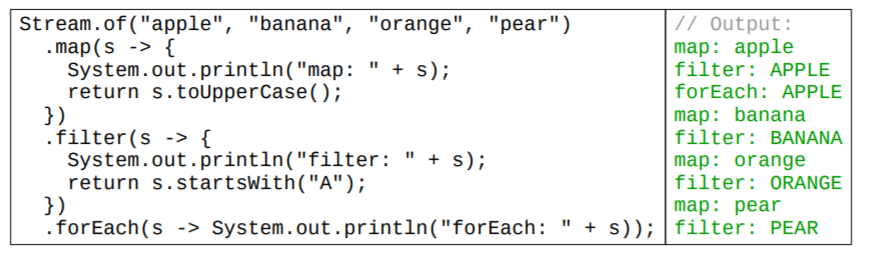 Stream.of("apple", "banana", "orange", "pear")
  .map(s -> {
    System.out.println("map: " + s);
    return s.toUpperCase();
  })
  .filter(s -> {
    System.out.println("filter: " + s);
    return s.startsWith("A");
  })
  .forEach(s -> System.out.println("forEach: " + s));
// Output:
map: apple
filter: APPLE
forEach: APPLE
map: banana
filter: BANANA
map: orange
filter: ORANGE
map: pear
filter: PEAR